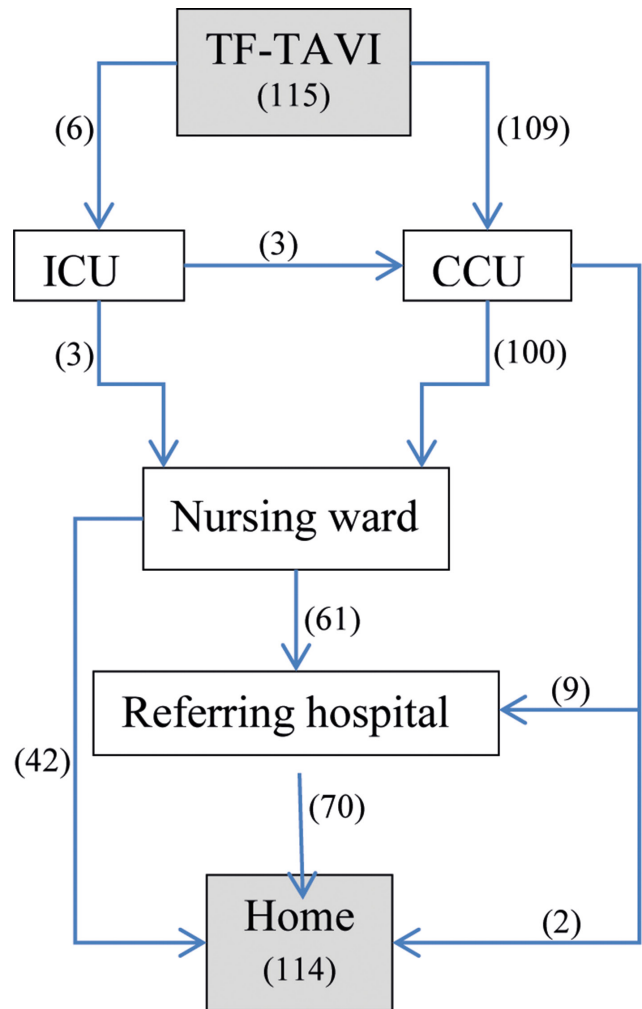 TF-TAVI
(115)
(6)
(109)
ICU
(3)
CCU
(3)
(100)
Nursing ward
(61)
Referring hospital
(9)
(42)
(70)
Home
(114)
(2)